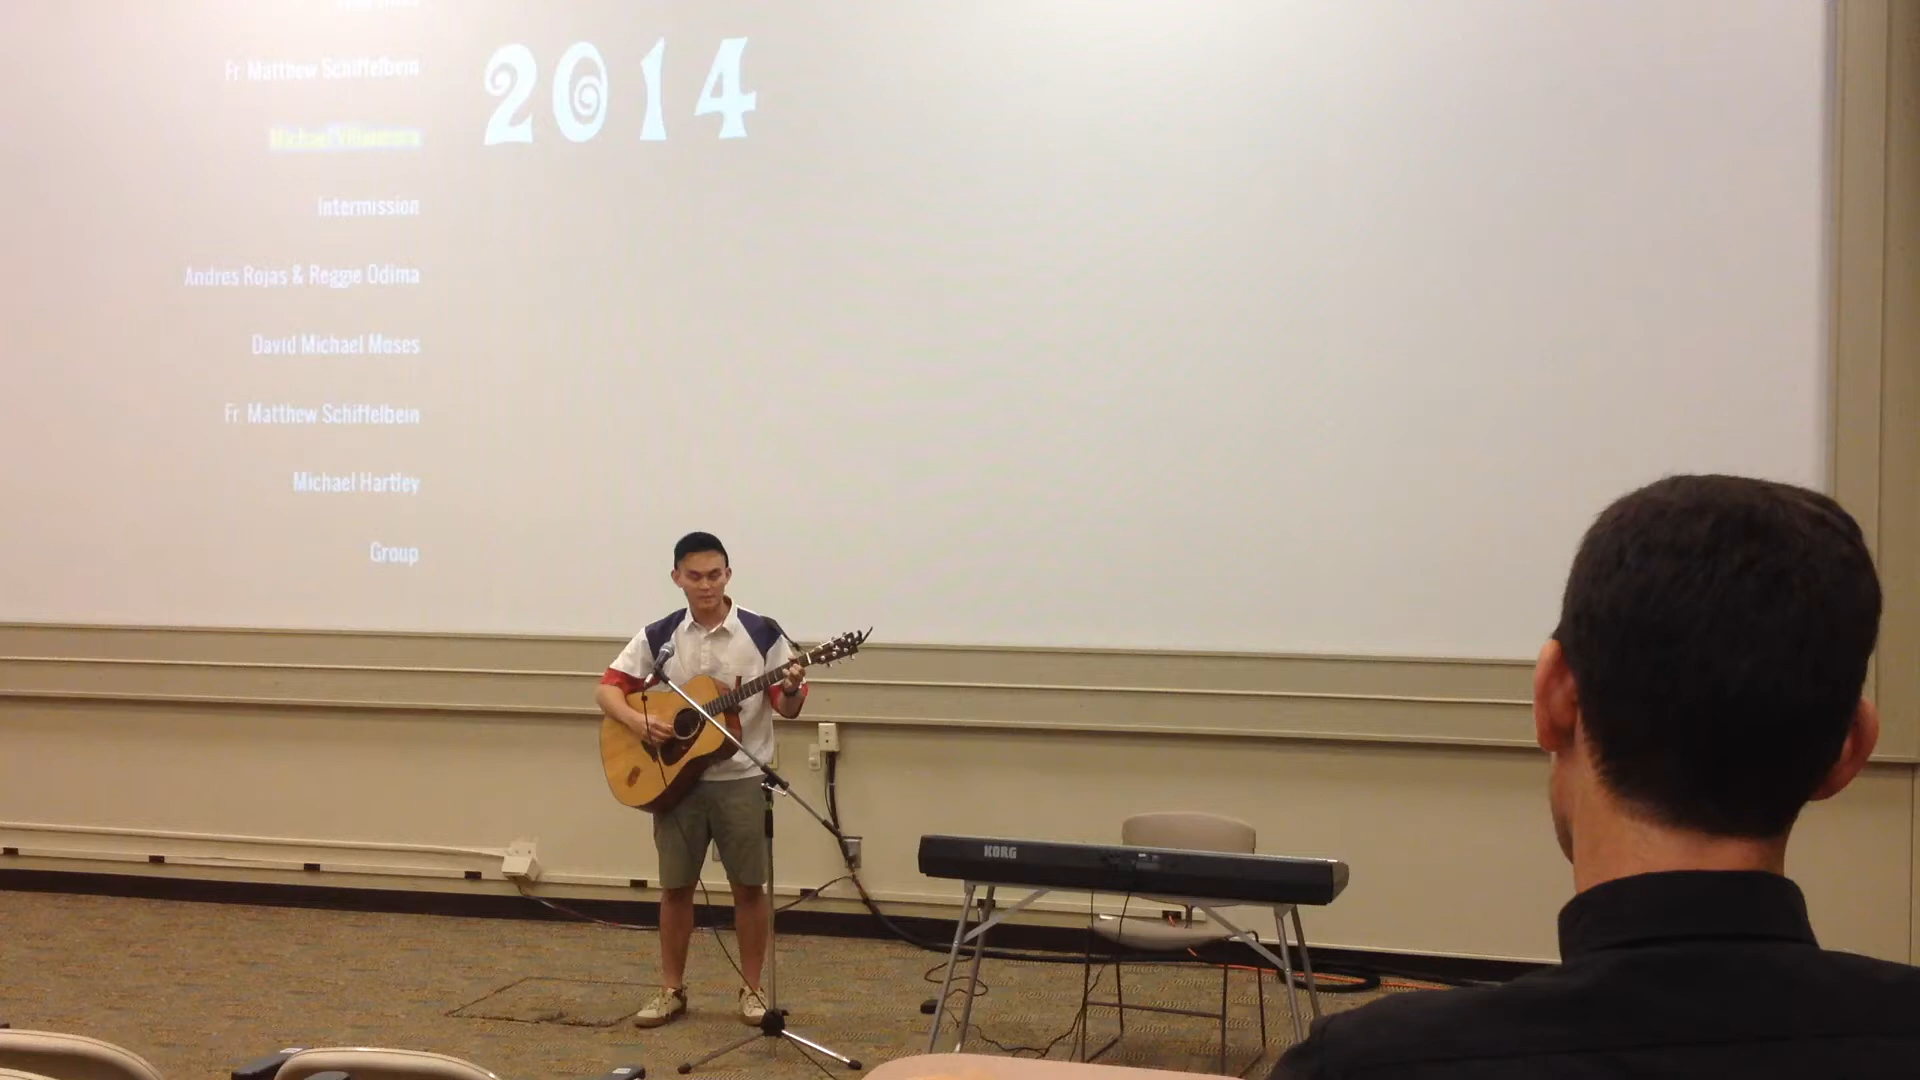 Fr. Matthew Schiffelbein
2014
Michael
Intermission
Andres Rojas & Reggie Odima
David Michael Moses
Fr. Matthew Schiffelbein
Michael Hartley
Group
KORG